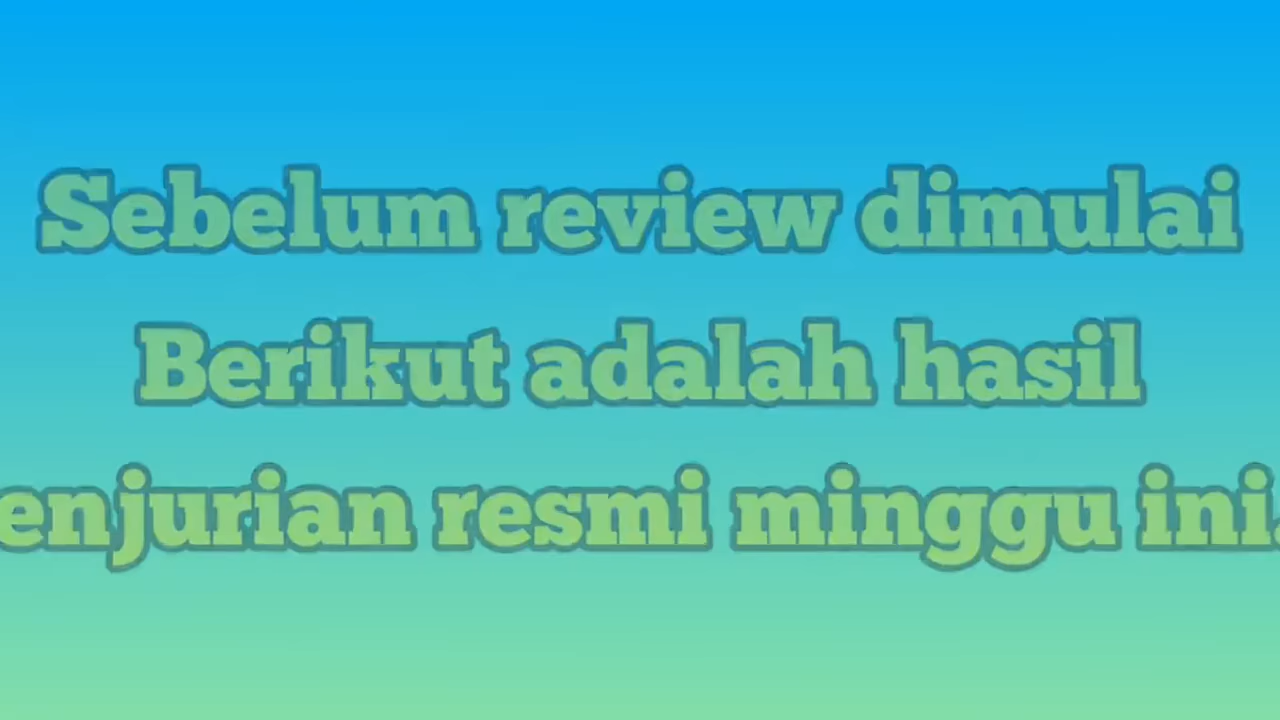 Sebelum review dimulai
Berikut adalah hasil
enjurian resmi minggu ini.